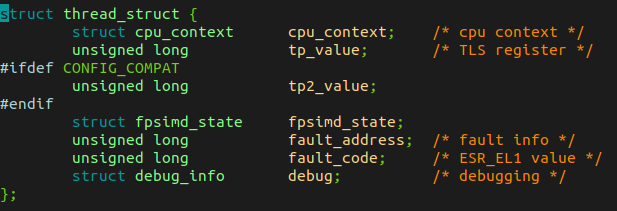 struct thread_struct {
        struct cpu_context      cpu_context;    /* cpu context */
        unsigned long           tp_value;       /* TLS register */
#ifdef CONFIG_COMPAT
        unsigned long           tp2_value;
#endif
        struct fpsimd_state     fpsimd_state;
        unsigned long           fault_address;  /* fault info */
        unsigned long           fault_code;     /* ESR_EL1 value */
        struct debug_info       debug;          /* debugging */
};